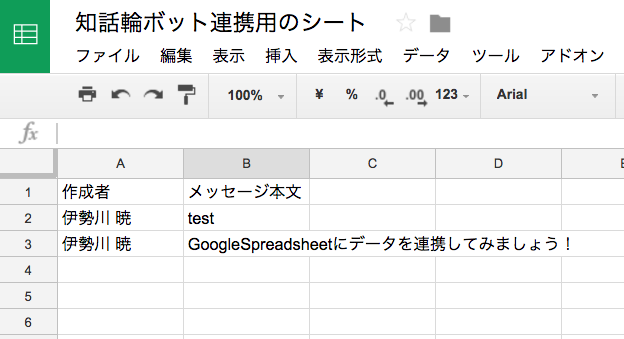 知話輪ボット連携用のシート
ファイル 編集 表示 挿入 表示形式 データ ツール アドオン
100% ¥ % .0 .00 123 Arial
fx
A B C D E
1 作成者 メッセージ本文
2 伊勢川 暁 test
3 伊勢川 暁 GoogleSpreadsheetにデータを連携してみましょう！
4
5
6